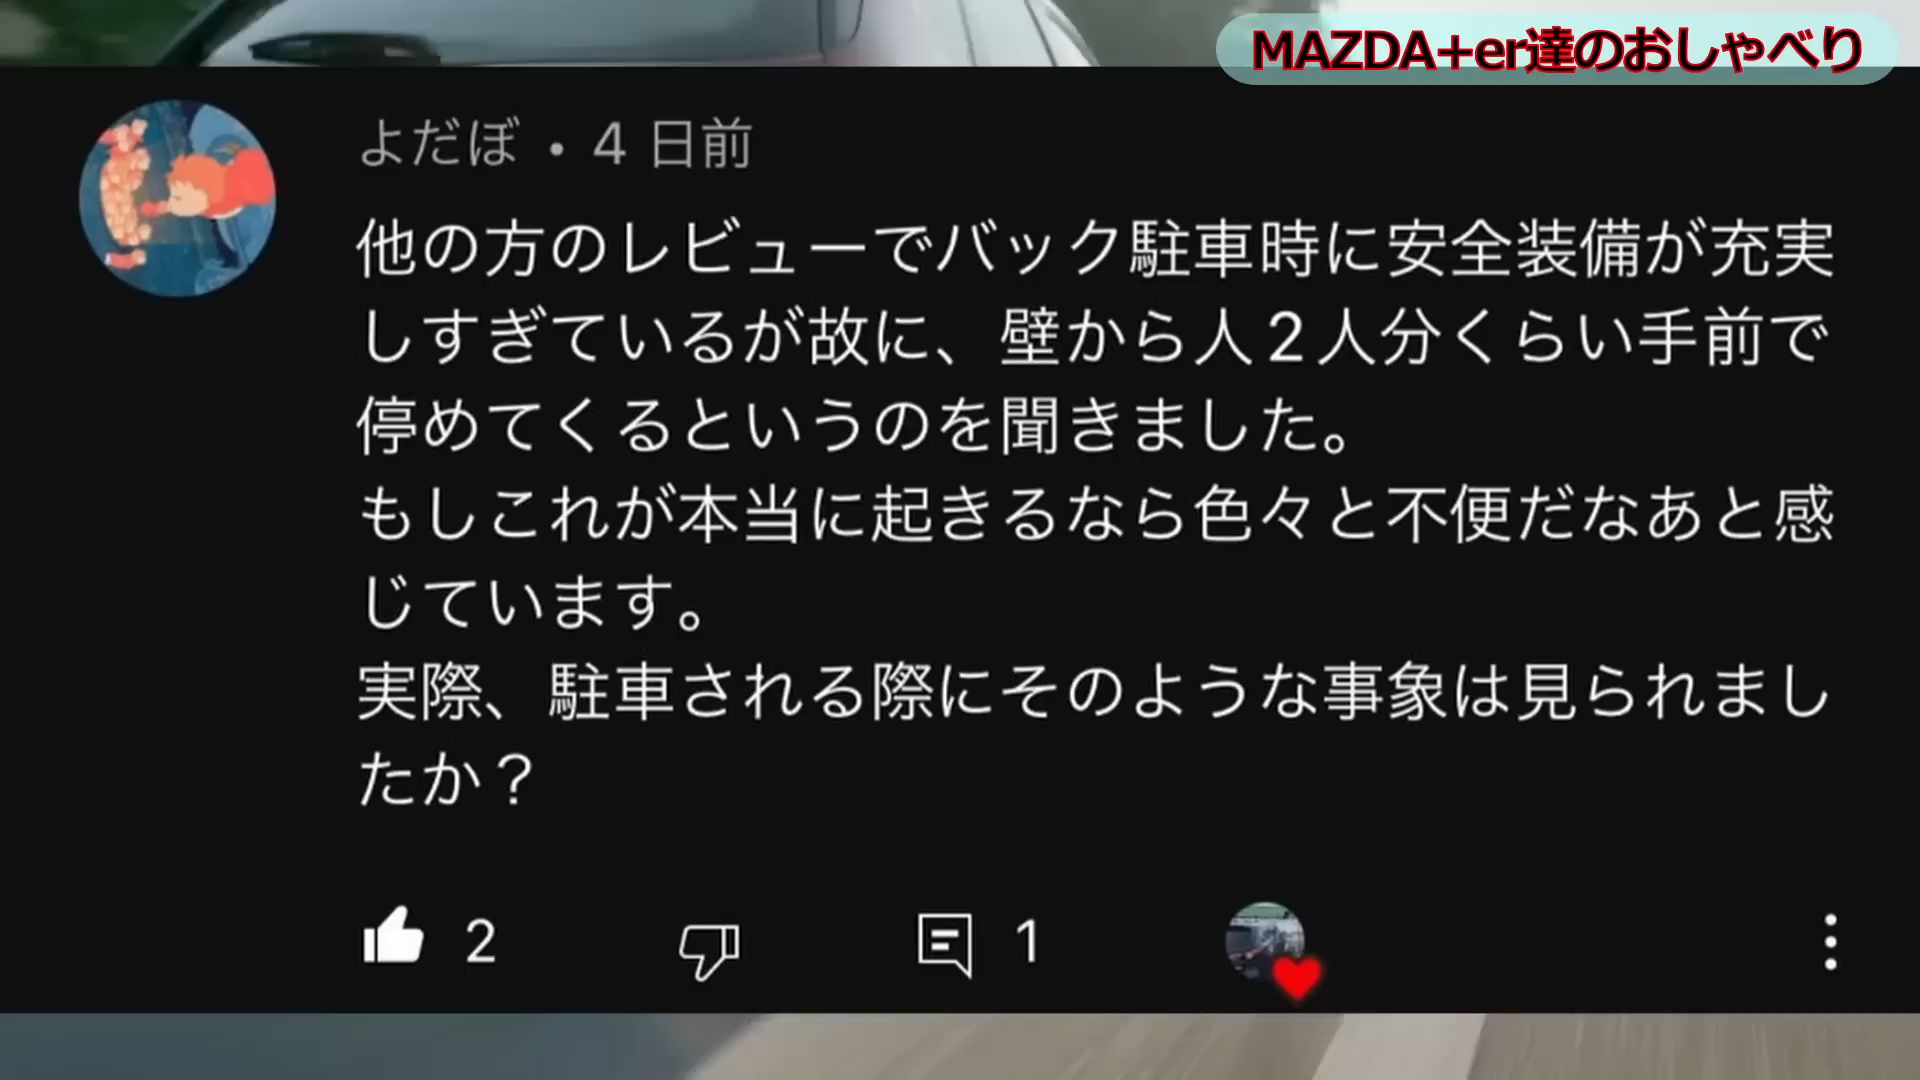 MAZDA+er達のおしゃべり
よだぼ・4 日前
他の方のレビューでバック駐車時に安全装備が充実
しすぎているが故に、壁から人2人分くらい手前で
停めてくるというのを聞きました。
もしこれが本当に起きるなら色々と不便だなあと感
じています。
実際、駐車される際にそのような事象は見られまし
たか？
2 1